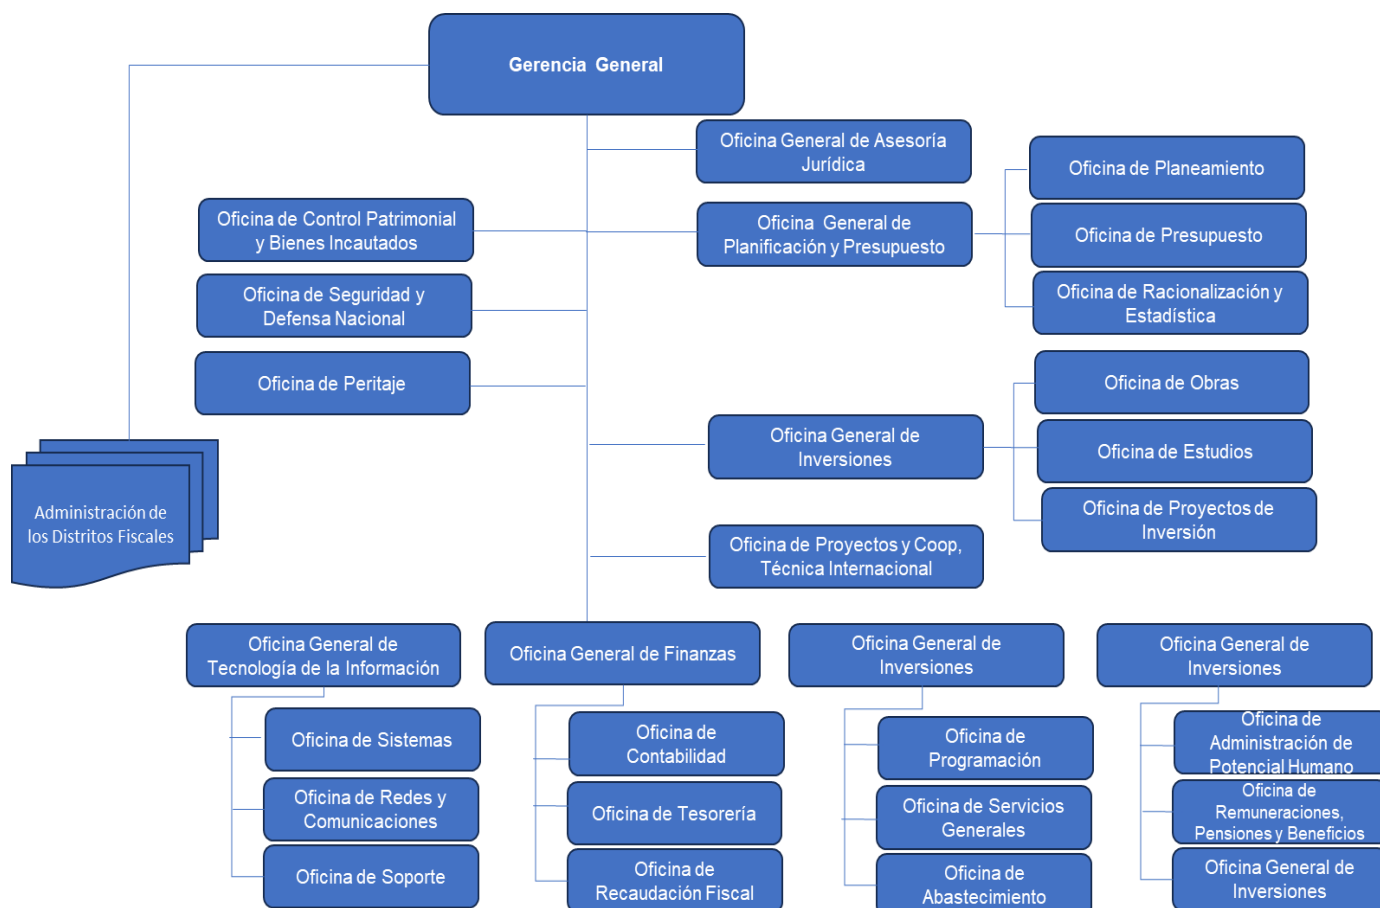 Gerencia General
Oficina General de Asesoría
Jurídica
Oficina de Planeamiento
Oficina de Control Patrimonial
y Bienes Incautados
Oficina General de
Planificación y Presupuesto
Oficina de Presupuesto
Oficina de Seguridad y
Defensa Nacional
Oficina de Racionalización y
Estadística
Oficina de Peritaje
Oficina de Obras
Oficina General de
Inversiones
Oficina de Estudios
Administración de
los Distritos Fiscales
Oficina de Proyectos de
Inversión
Oficina de Proyectos y Coop,
Técnica Internacional
Oficina General de
Tecnología de la Información
Oficina General de Finanzas
Oficina General de
Inversiones
Oficina General de
Inversiones
Oficina de Sistemas
Oficina de
Contabilidad
Oficina de
Programación
Oficina de
Administración de
Potencial Humano
Oficina de Redes y
Comunicaciones
Oficina de Tesorería
Oficina de Servicios
Generales
Oficina de
Remuneraciones,
Pensiones y Beneficios
Oficina de Soporte
Oficina de
Recaudación Fiscal
Oficina de
Abastecimiento
Oficina General de
Inversiones